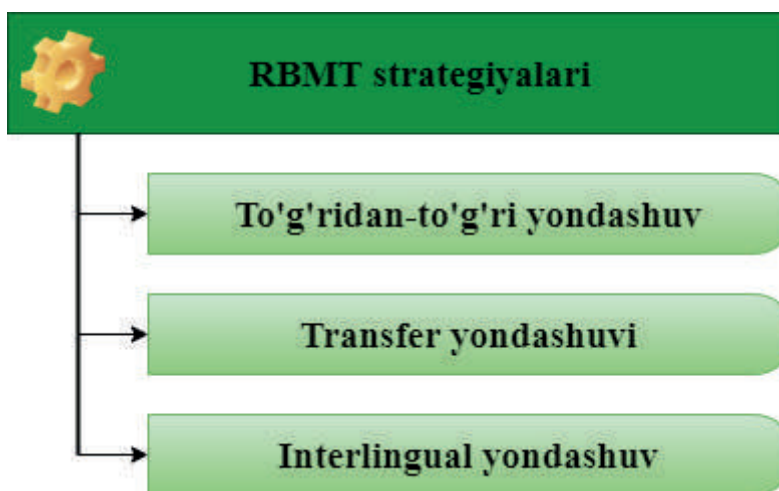 RBMT strategiyalari
To'g'ridan-to'g'ri yondashuv
Transfer yondashuvi
Interlingual yondashuv